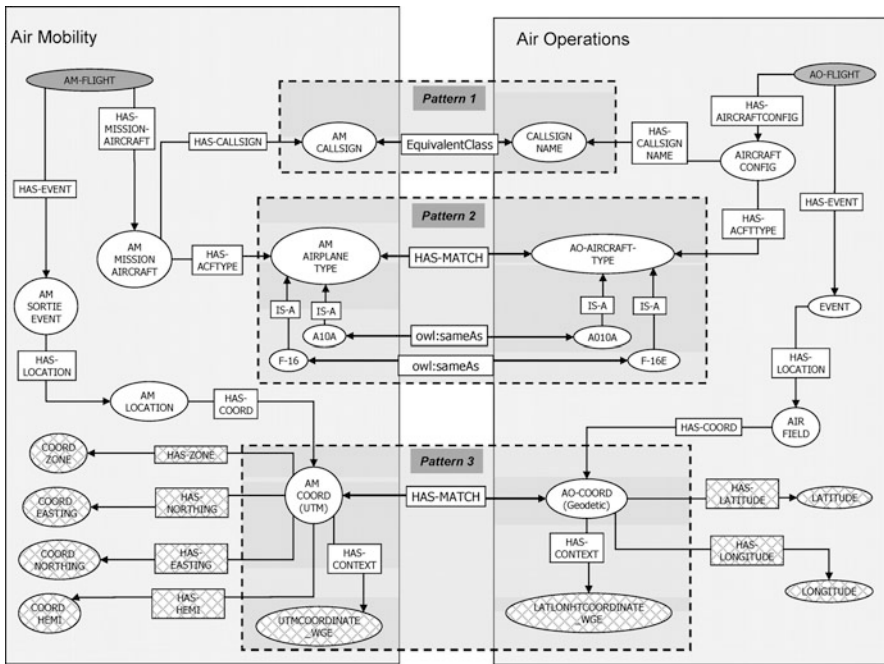 Air Mobility
Air Operations
AM-FLIGHT
AO-FLIGHT
Pattern 1
HAS-
MISSION-
AIRCRAFT
HAS-
AIRCRAFTCONFIG
HAS-CALLSIGN
AM
CALLSIGN
EquivalentClass
CALLSIGN
NAME
HAS-
CALLSIGN
NAME
AIRCRAFT
CONFIG
HAS-EVENT
HAS-EVENT
Pattern 2
HAS-
ACFTTYPE
AM
MISSION
AIRCRAFT
HAS-
ACFTYPE
AM
AIRPLANE
TYPE
HAS-MATCH
AO-AIRCRAFT-
TYPE
AM
SORTIE
EVENT
IS-A
IS-A
IS-A
IS-A
EVENT
A10A
owl:sameAs
A010A
F-16
owl:sameAs
F-16E
HAS-
LOCATION
HAS-
LOCATION
AM
LOCATION
HAS-
COORD
HAS-COORD
AIR
FIELD
COORD
ZONE
HAS-ZONE
Pattern 3
AM
COORD
(UTM)
HAS-MATCH
AO-COORD
(Geodetic)
HAS-
LATITUDE
LATITUDE
COORD
EASTING
HAS-
NORTHING
COORD
NORTHING
HAS-
EASTING
HAS-
CONTEXT
HAS-
CONTEXT
HAS-
LONGITUDE
LONGITUDE
COORD
HEMI
HAS-
HEMI
UTMCOORDINATE
_WGE
LATLONHTCOORDINATE
_WGE